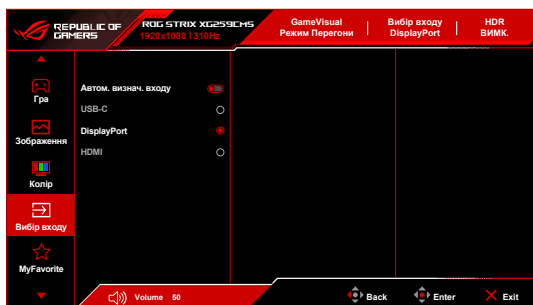 REPUBLIC OF
GAMERS
ROG STRIX XG259CMS
1920x1080 | 310Hz
GameVisual
Режим Перегони
Вибір входу
DisplayPort
HDR
ВИМК.
Гра
Зображення
Колір
Вибір входу
MyFavorite
Автом. визнач. входу
USB-C
DisplayPort
HDMI
Volume 50
Back
Enter
Exit